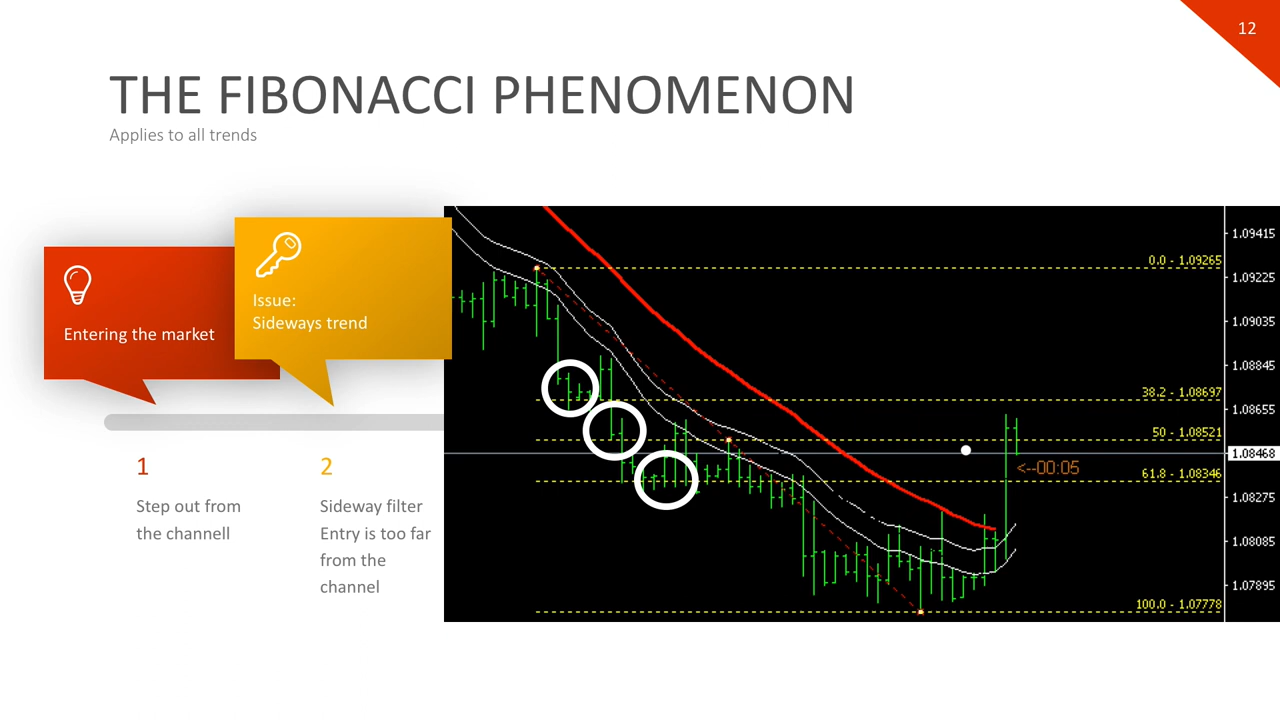 12
THE FIBONACCI PHENOMENON
Applies to all trends
Entering the market
Issue:
Sideways trend
1
Step out from
the channell
2
Sideway filter
Entry is too far
from the
channel
0.0 - 1.09265
38.2 - 1.08697
50 - 1.08521
61.8 - 1.08346
100.0 - 1.07778
<--00:05
1.09415
1.09225
1.09035
1.08845
1.08655
1.08468
1.08275
1.08085
1.07895